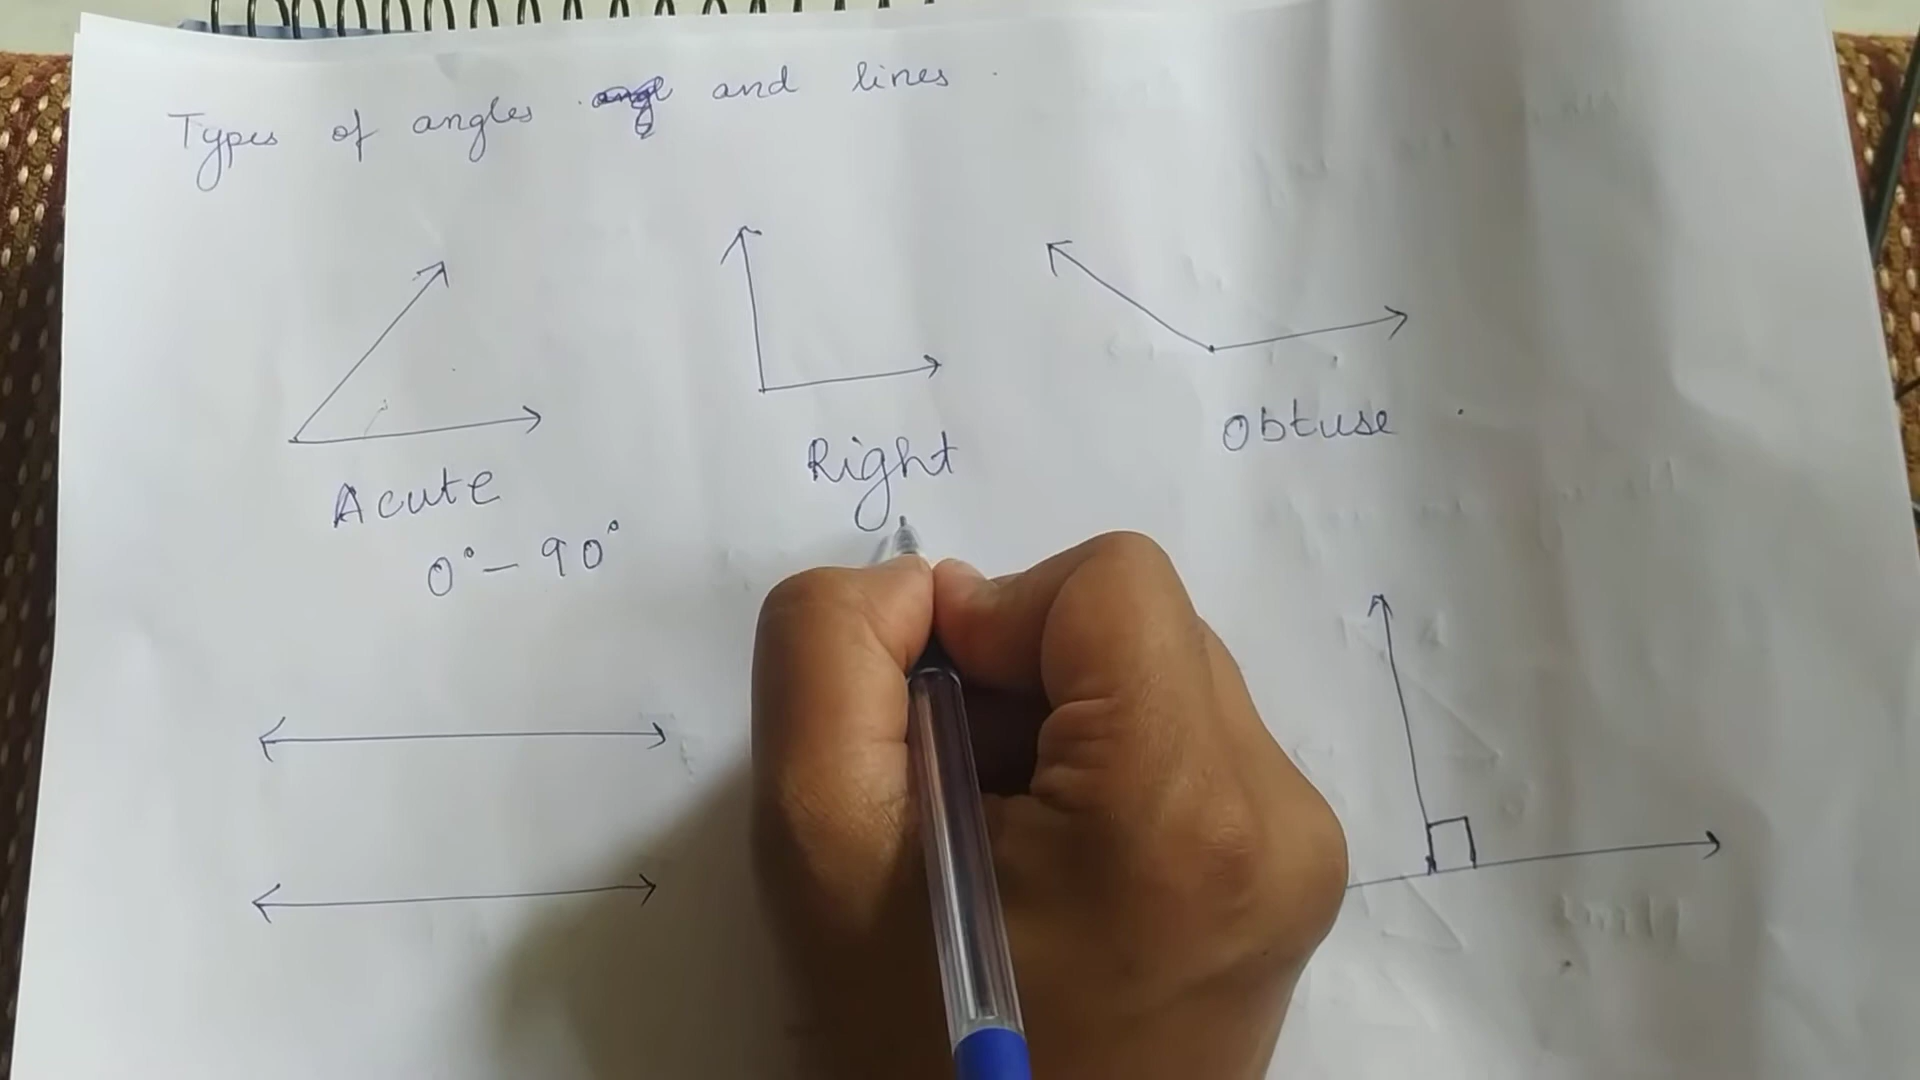 Types of angles and lines
Acute
Right
Obtuse
0° - 90°